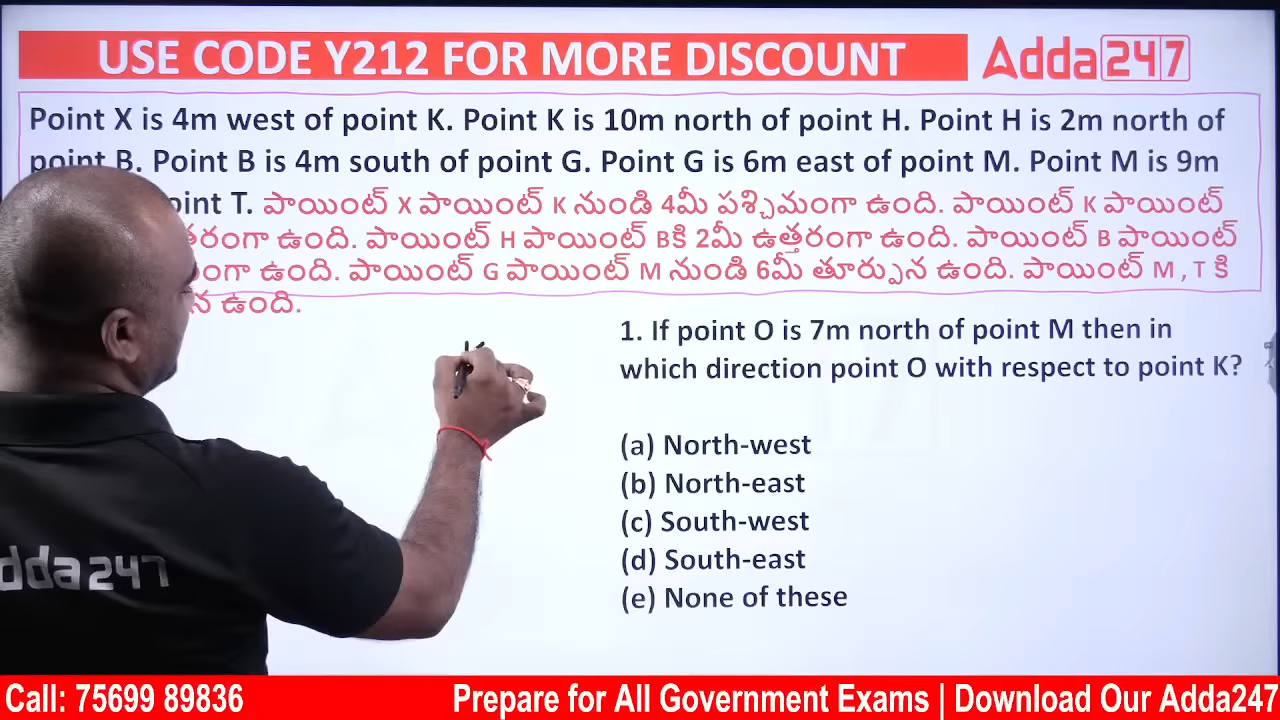 USE CODE Y212 FOR MORE DISCOUNT
Adda247
Point X is 4m west of point K. Point K is 10m north of point H. Point H is 2m north of
point B. Point B is 4m south of point G. Point G is 6m east of point M. Point M is 9m
point T. పాయింట్ X పాయింట్ K నుండి 4మీ పశ్చిమంగా ఉంది. పాయింట్ K పాయింట్
ఉంది. పాయింట్ H పాయింట్ Bకి 2మీ ఉత్తరంగా ఉంది. పాయింట్ B పాయింట్
ఉంది. పాయింట్ G పాయింట్ M నుండి 6మీ తూర్పున ఉంది. పాయింట్ M , T కి
ఉంది.
1. If point O is 7m north of point M then in
which direction point O with respect to point K?
K
(a) North-west
(b) North-east
(c) South-west
(d) South-east
(e) None of these
dda247
Call: 75699 89836
Prepare for All Government Exams | Download Our Adda247